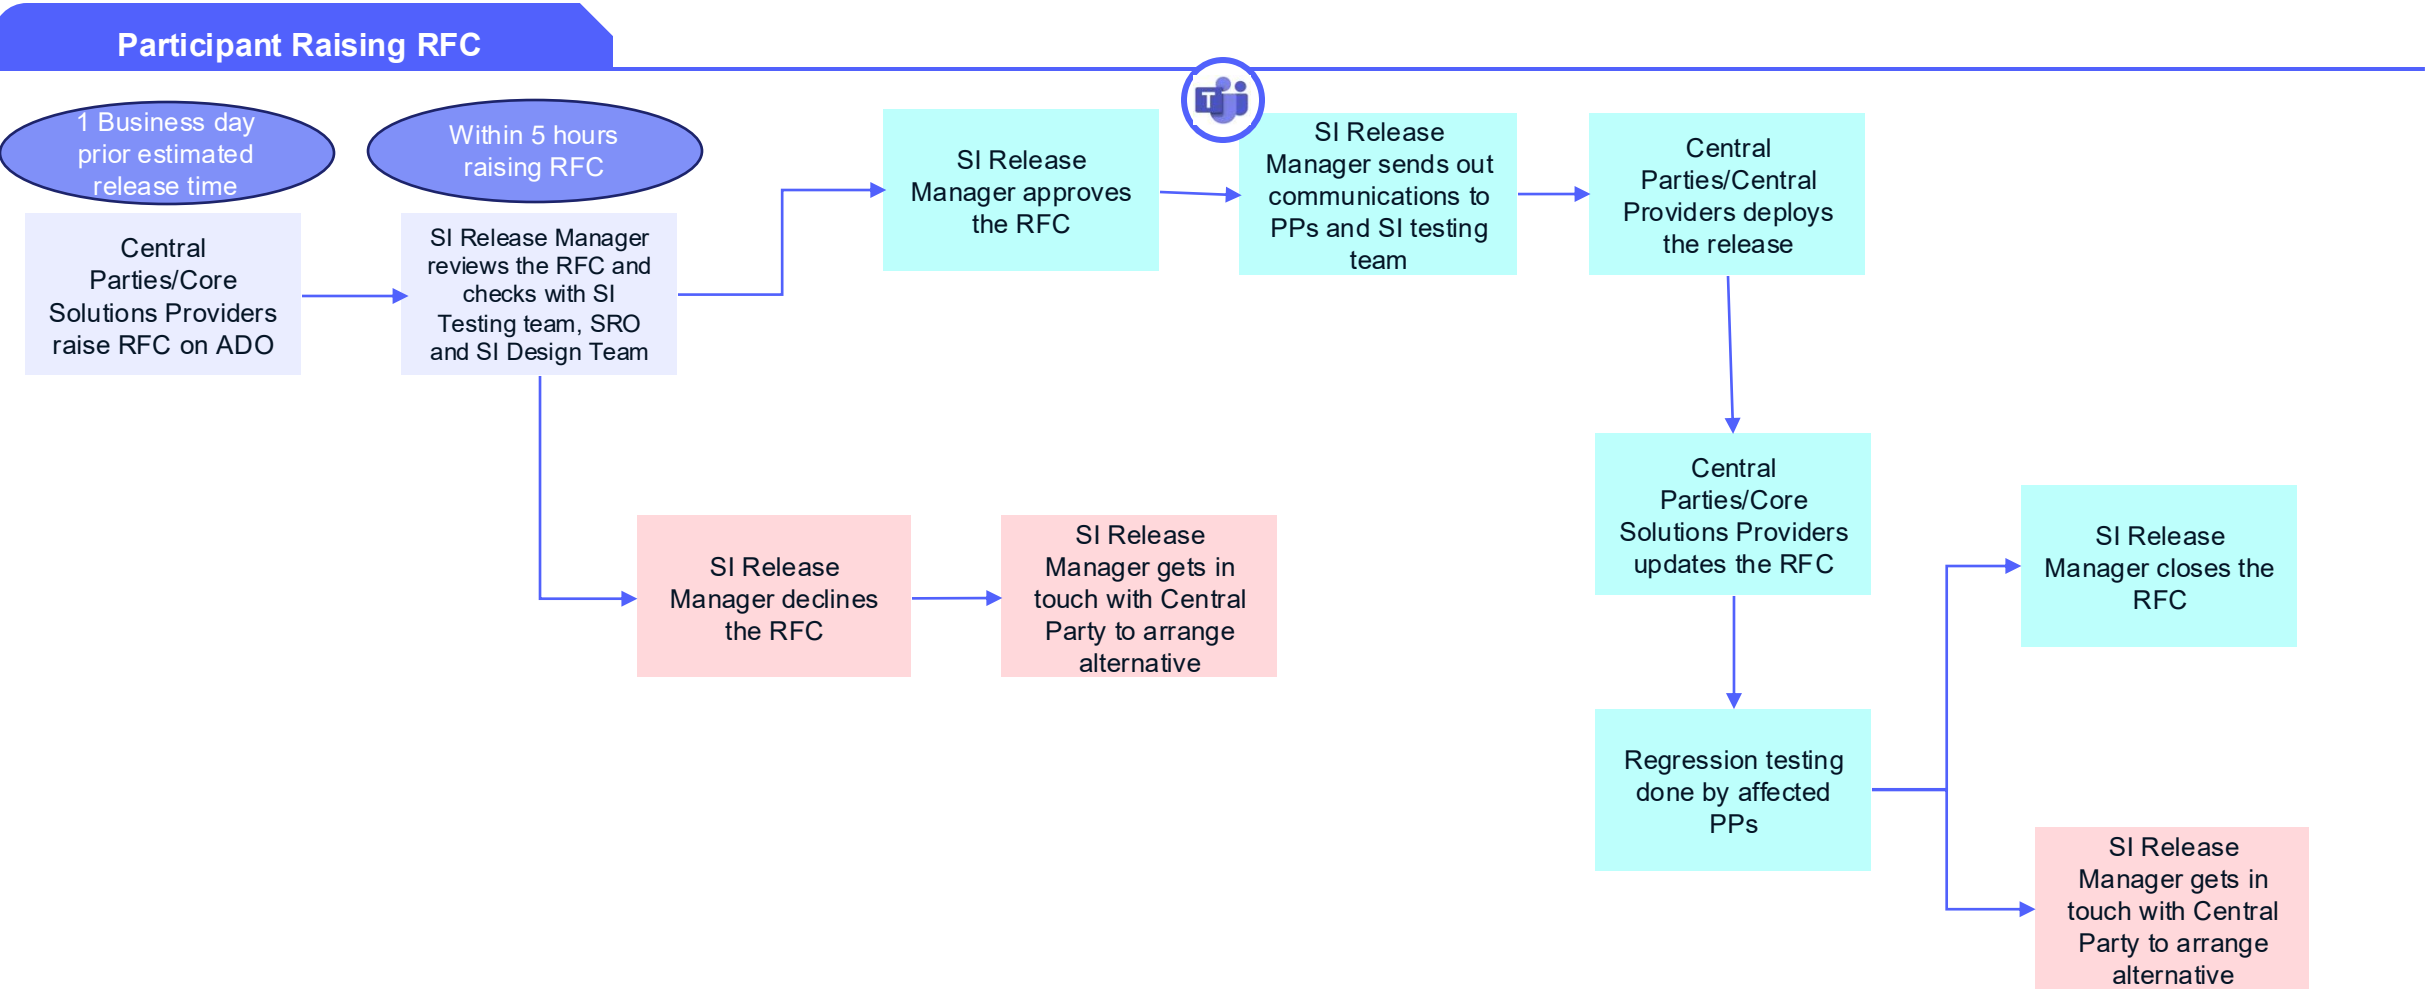 Participant Raising RFC
1 Business day
prior estimated
release time
Within 5 hours
raising RFC
Central
Parties/Core
Solutions Providers
raise RFC on ADO
SI Release Manager
reviews the RFC and
checks with SI
Testing team, SRO
and SI Design Team
SI Release
Manager approves
the RFC
T
SI Release
Manager sends out
communications to
PPs and SI testing
team
Central
Parties/Central
Providers deploys
the release
SI Release
Manager declines
the RFC
SI Release
Manager gets in
touch with Central
Party to arrange
alternative
Central
Parties/Core
Solutions Providers
updates the RFC
SI Release
Manager closes the
RFC
Regression testing
done by affected
PPs
SI Release
Manager gets in
touch with Central
Party to arrange
alternative